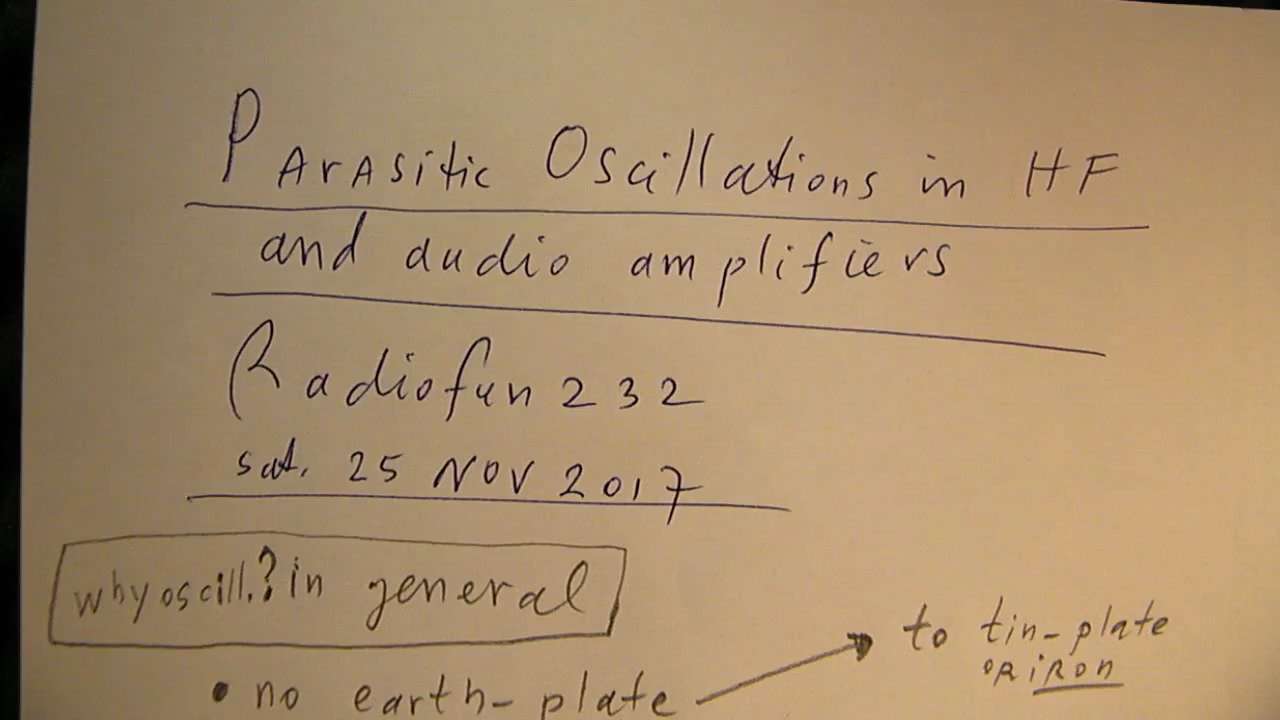 Parasitic Oscillations in HF
and audio amplifiers
Radiofun 232
sat. 25 NOV 2017
why oscill.? in general
• no earth-plate → to tin-plate
OR IRON